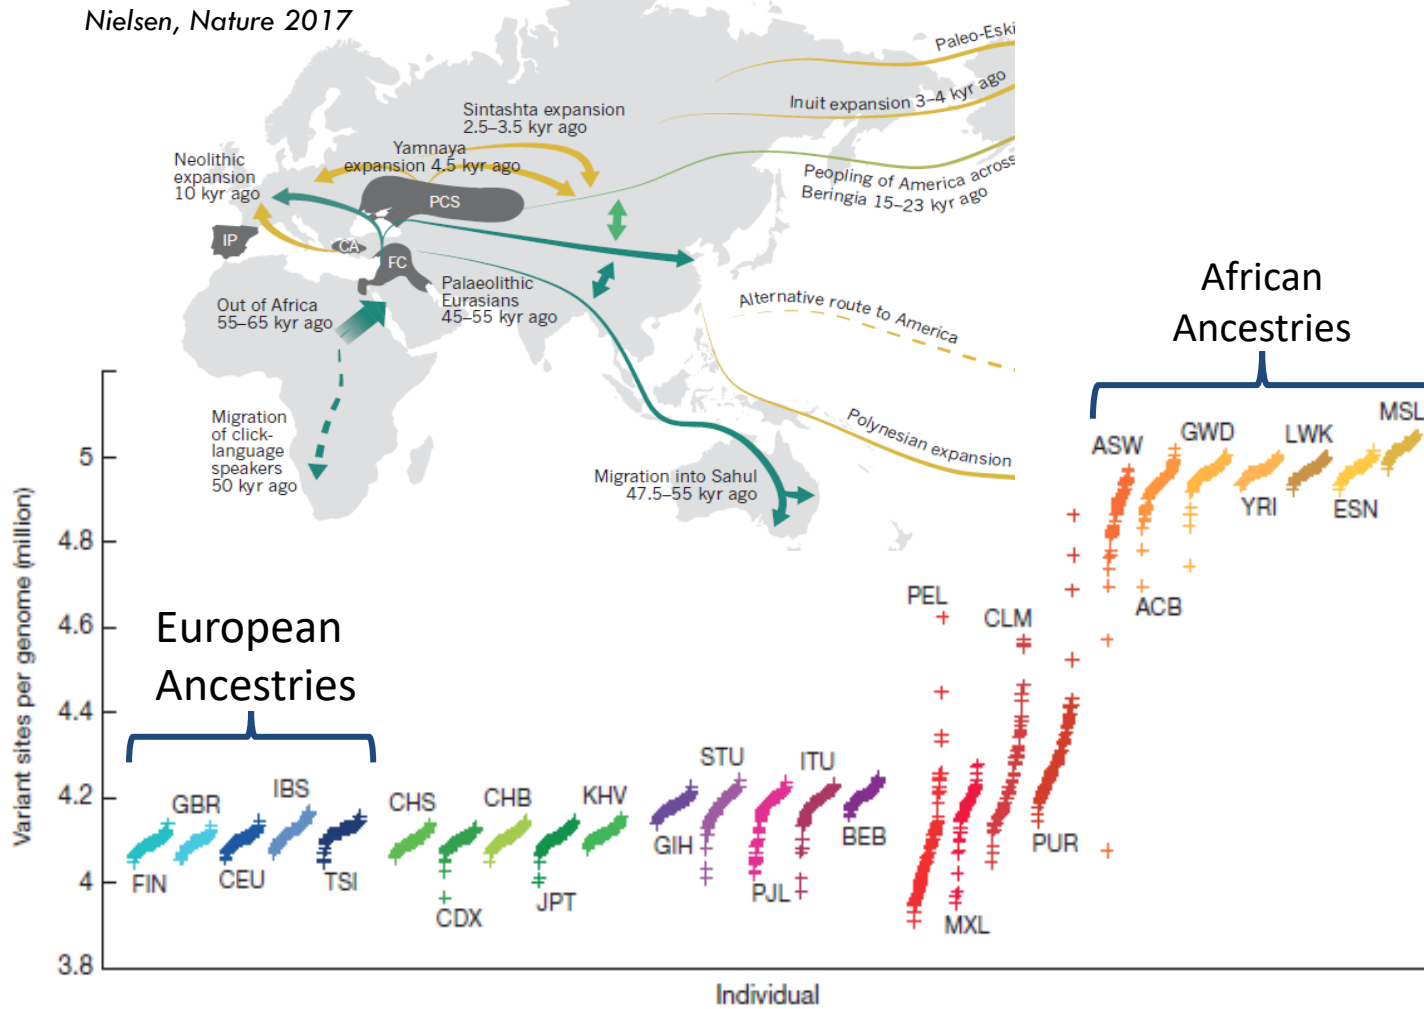 Nielsen, Nature 2017
Paleo-Eski
Inuit expansion 3–4 kyr ago
Sintashta expansion
2.5–3.5 kyr ago
Yamnaya
expansion 4.5 kyr ago
Neolithic
expansion
10 kyr ago
Peopling of America across
Beringia 15–23 kyr ago
PCS
IP
CA
FC
Out of Africa
55–65 kyr ago
Palaeolithic
Eurasians
45–55 kyr ago
Alternative route to America
African
Ancestries
Migration
of click-
language
speakers
50 kyr ago
Polynesian expansion
Migration into Sahul
47.5–55 kyr ago
Variant sites per genome (million)
5
4.8
4.6
4.4
4.2
4
3.8
European
Ancestries
FIN
GBR
CEU
IBS
TSI
CHS
CDX
CHB
JPT
KHV
GIH
STU
PJL
ITU
BEB
PEL
MXL
CLM
PUR
ASW
ACB
GWD
YRI
LWK
ESN
MSL
Individual